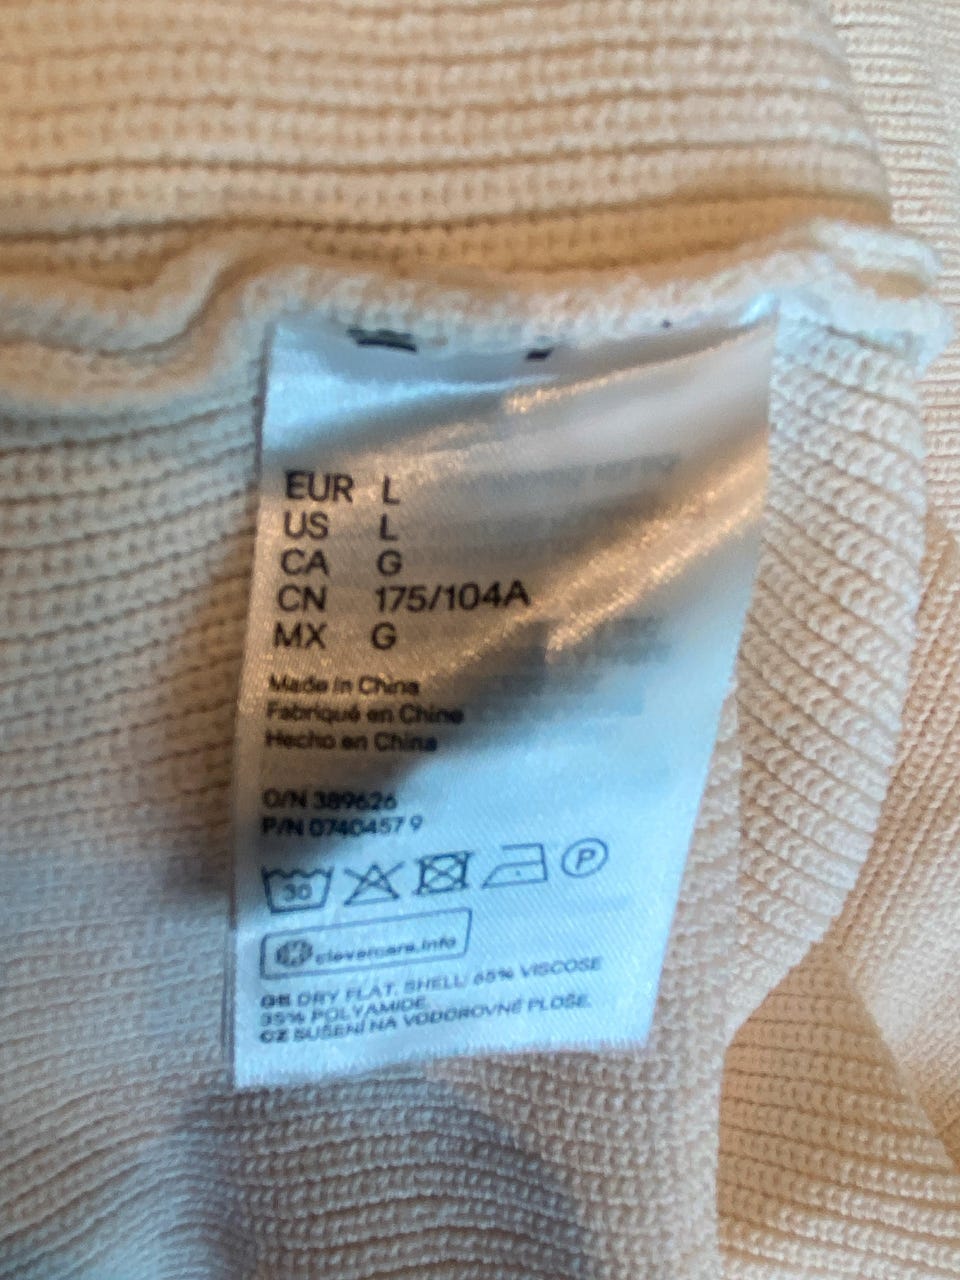 EUR L
US L
CA G
CN 175/104A
MX G
Made in China
Fabriqué en Chine
Hecho en China
O/N 389626
P/N 0740457 9
30
P
clevercare.info
GB DRY FLAT. SHELL: 65% VISCOSE
35% POLYAMIDE
CZ SUŠENÍ NA VODOROVNÉ PLOŠE.